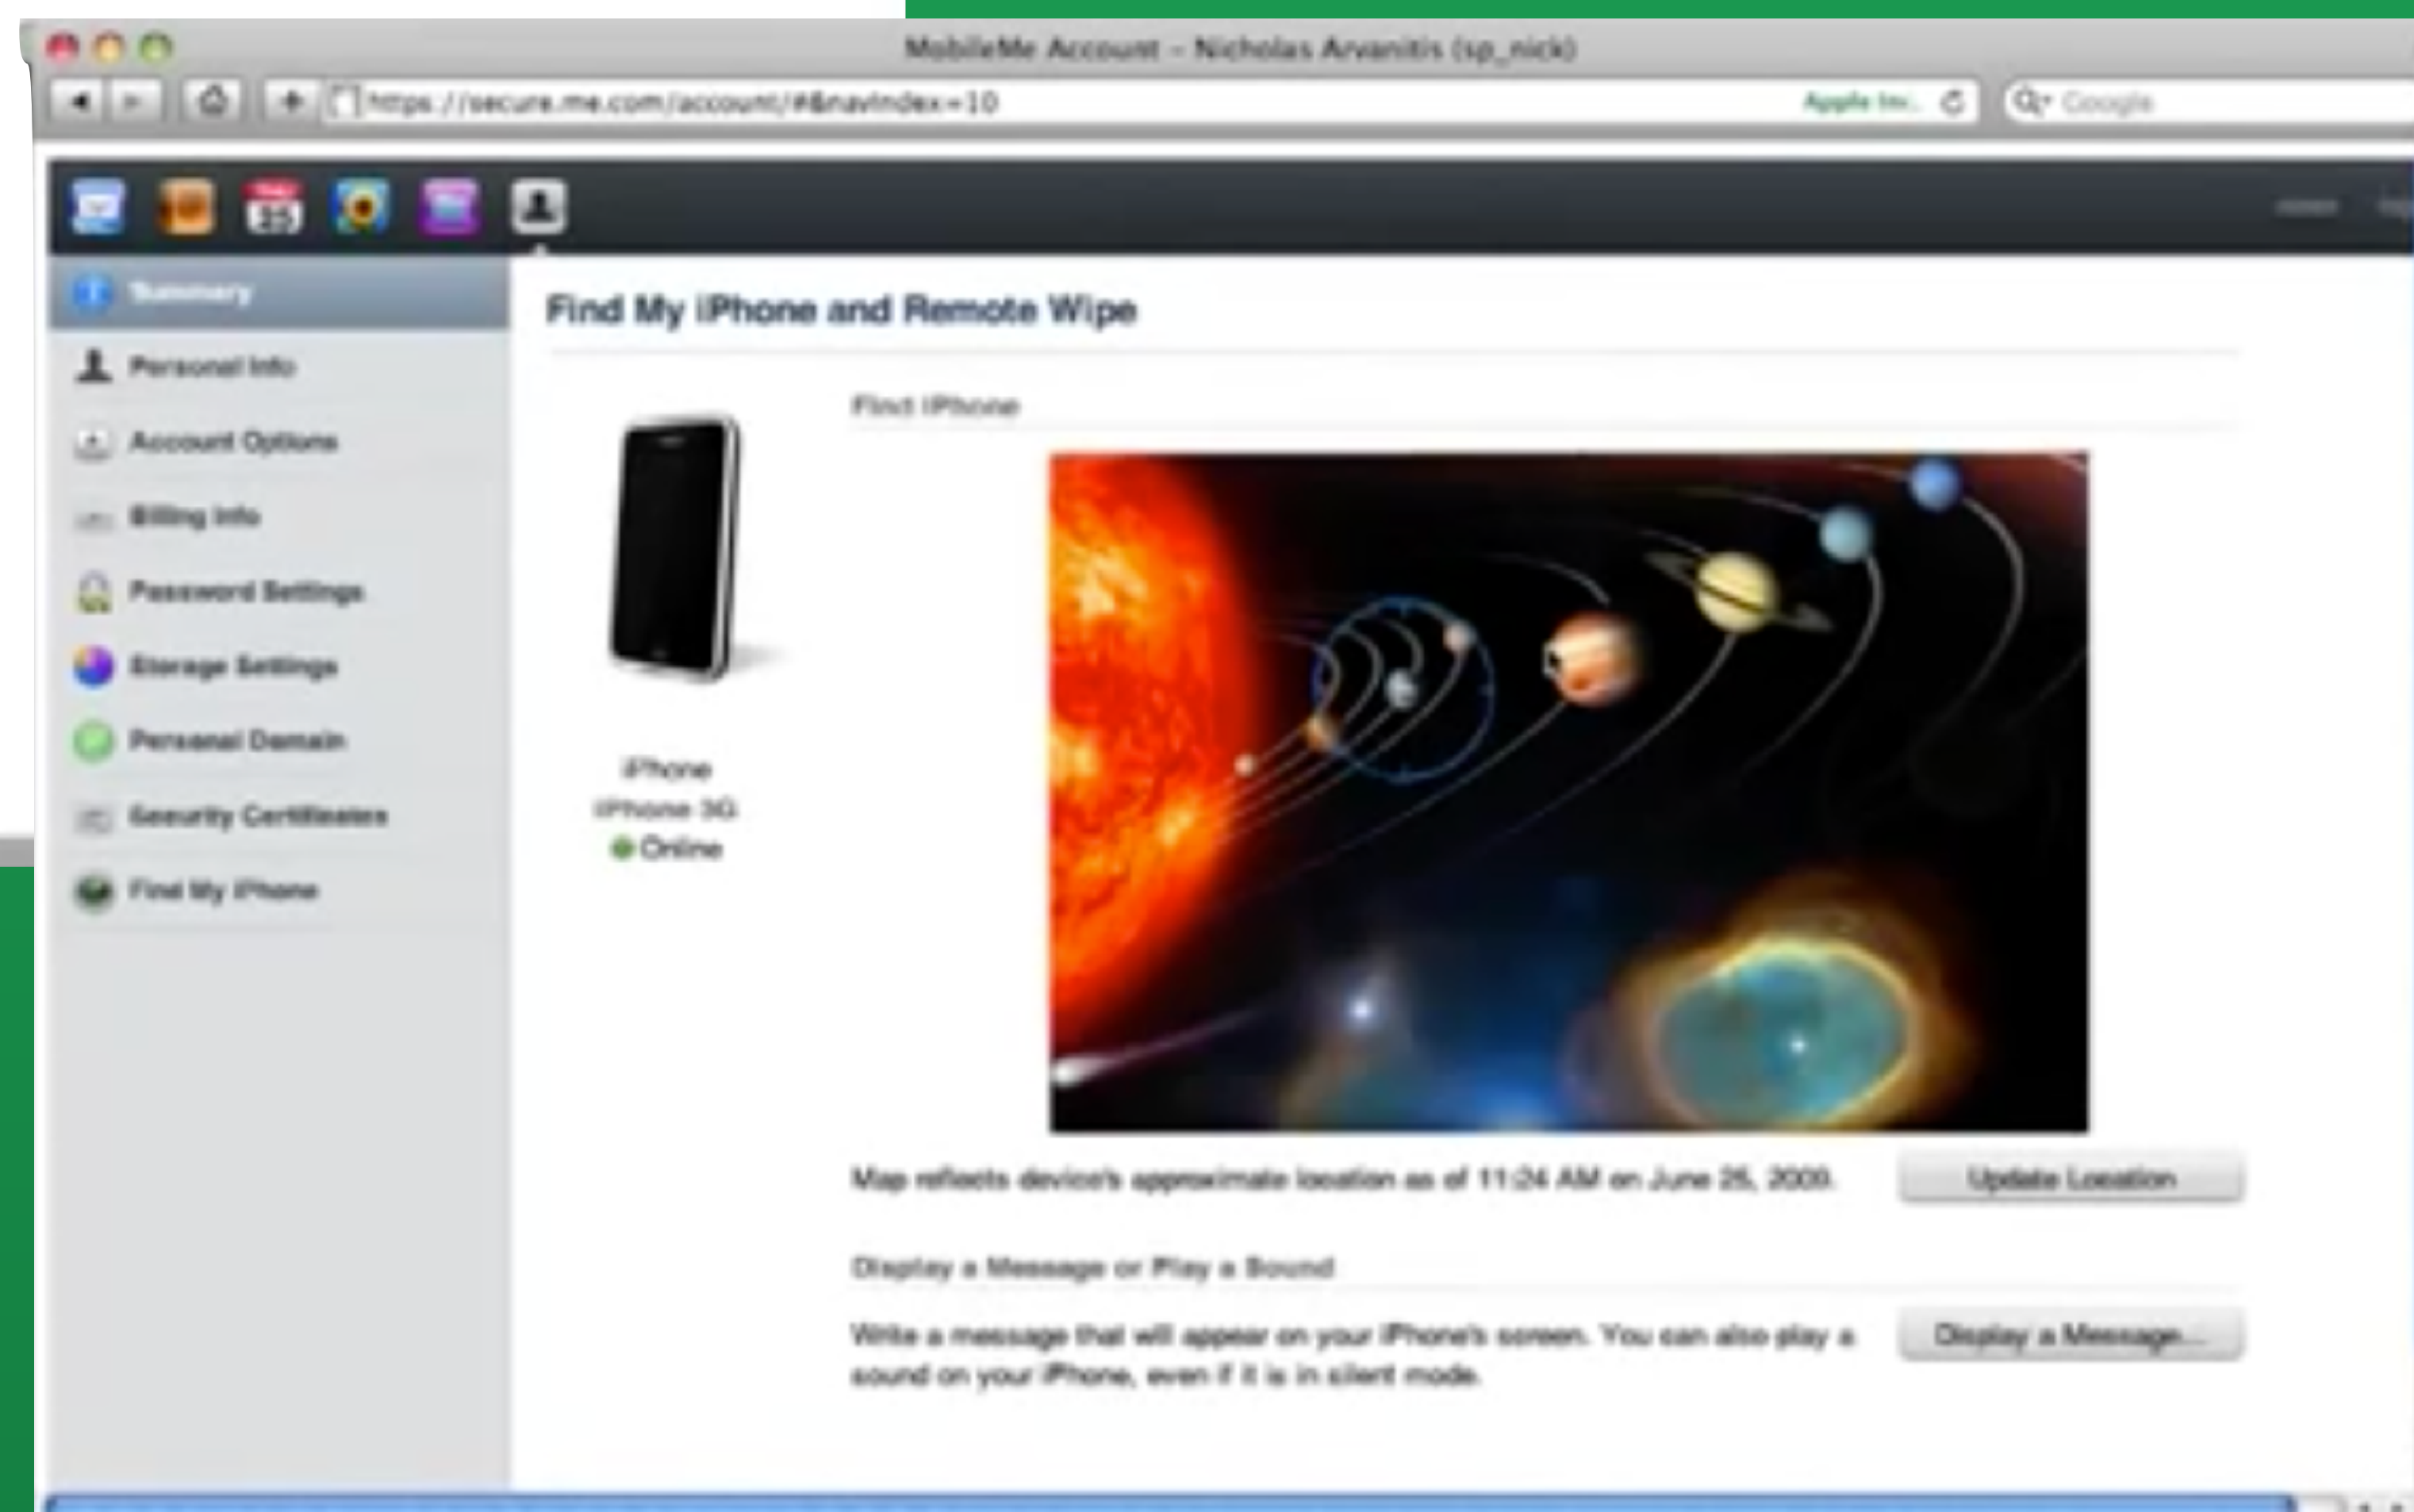 MobileMe Account – Nicholas Arvanitis (sp_nick)
https://secure.me.com/account/#&navIndex=10
Apple Inc.
Google
Summary
Personal Info
Account Options
Billing Info
Password Settings
Storage Settings
Personal Domain
Security Certificates
Find My iPhone
Find My iPhone and Remote Wipe
iPhone
iPhone 3G
Online
Find iPhone
Map reflects device's approximate location as of 11:24 AM on June 25, 2009.
Update Location
Display a Message or Play a Sound
Write a message that will appear on your iPhone's screen. You can also play a
sound on your iPhone, even if it is in silent mode.
Display a Message...